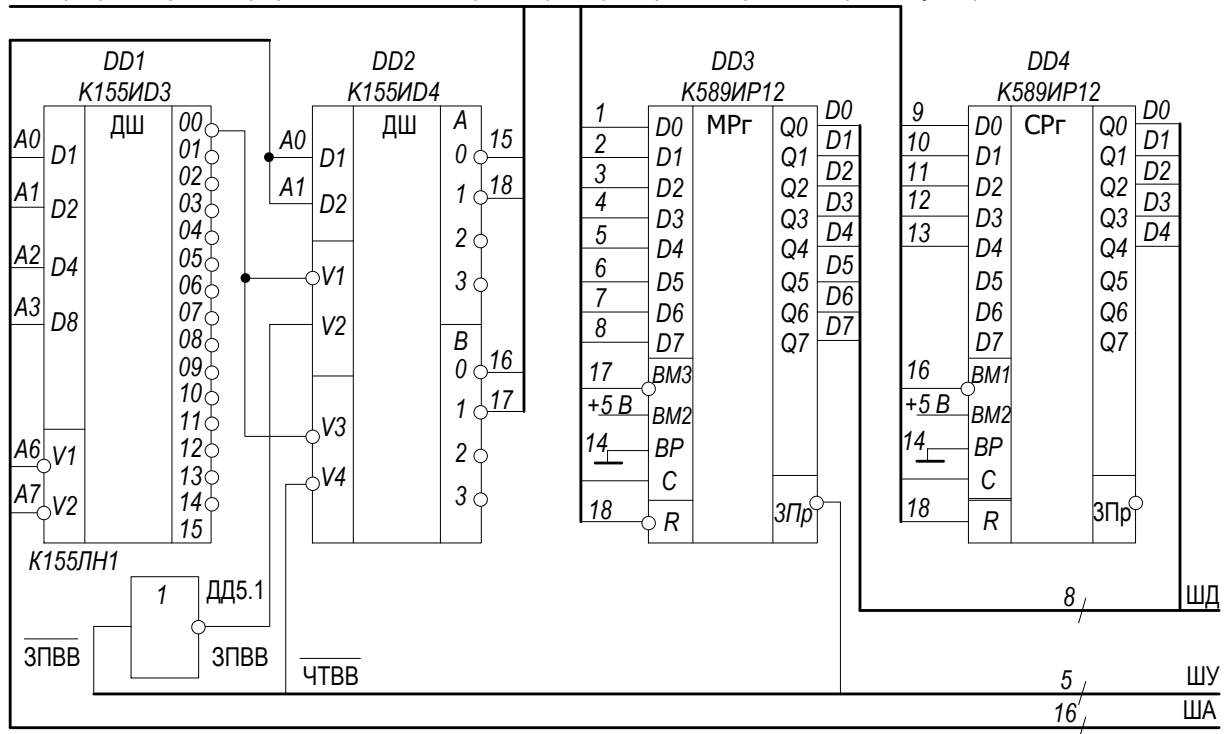 DD1
К155ИD3
ДШ
A0
A1
A2
A3
A6
A7
D1
D2
D4
D8
V1
V2
00
01
02
03
04
05
06
07
08
09
10
11
12
13
14
15
К155ЛН1
DD2
К155ИD4
ДШ
A0
A1
D1
D2
V1
V2
V3
V4
A
0
1
2
3
B
0
1
2
3
15
18
16
17
DD3
К589ИР12
МРг
1
2
3
4
5
6
7
8
17
+5 В
14
18
D0
D1
D2
D3
D4
D5
D6
D7
ВМ3
ВМ2
ВР
C
R
Q0
Q1
Q2
Q3
Q4
Q5
Q6
Q7
ЗПр
D0
D1
D2
D3
D4
D5
D6
D7
DD4
К589ИР12
СРг
9
10
11
12
13
16
+5 В
14
18
D0
D1
D2
D3
D4
D5
D6
D7
ВМ1
ВМ2
ВР
C
R
Q0
Q1
Q2
Q3
Q4
Q5
Q6
Q7
ЗПр
D0
D1
D2
D3
D4
1
ДД5.1
ЗПВВ
ЗПВВ
ЧТВВ
8
ШД
5
ШУ
16
ША